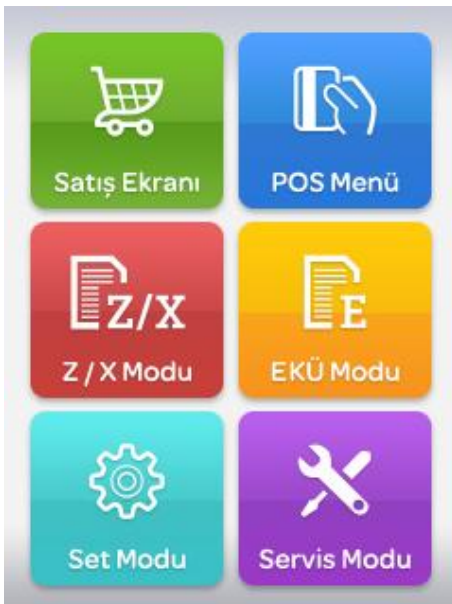 Satış Ekranı
POS Menü
Z/X
Z / X Modu
E
EKÜ Modu
Set Modu
Servis Modu